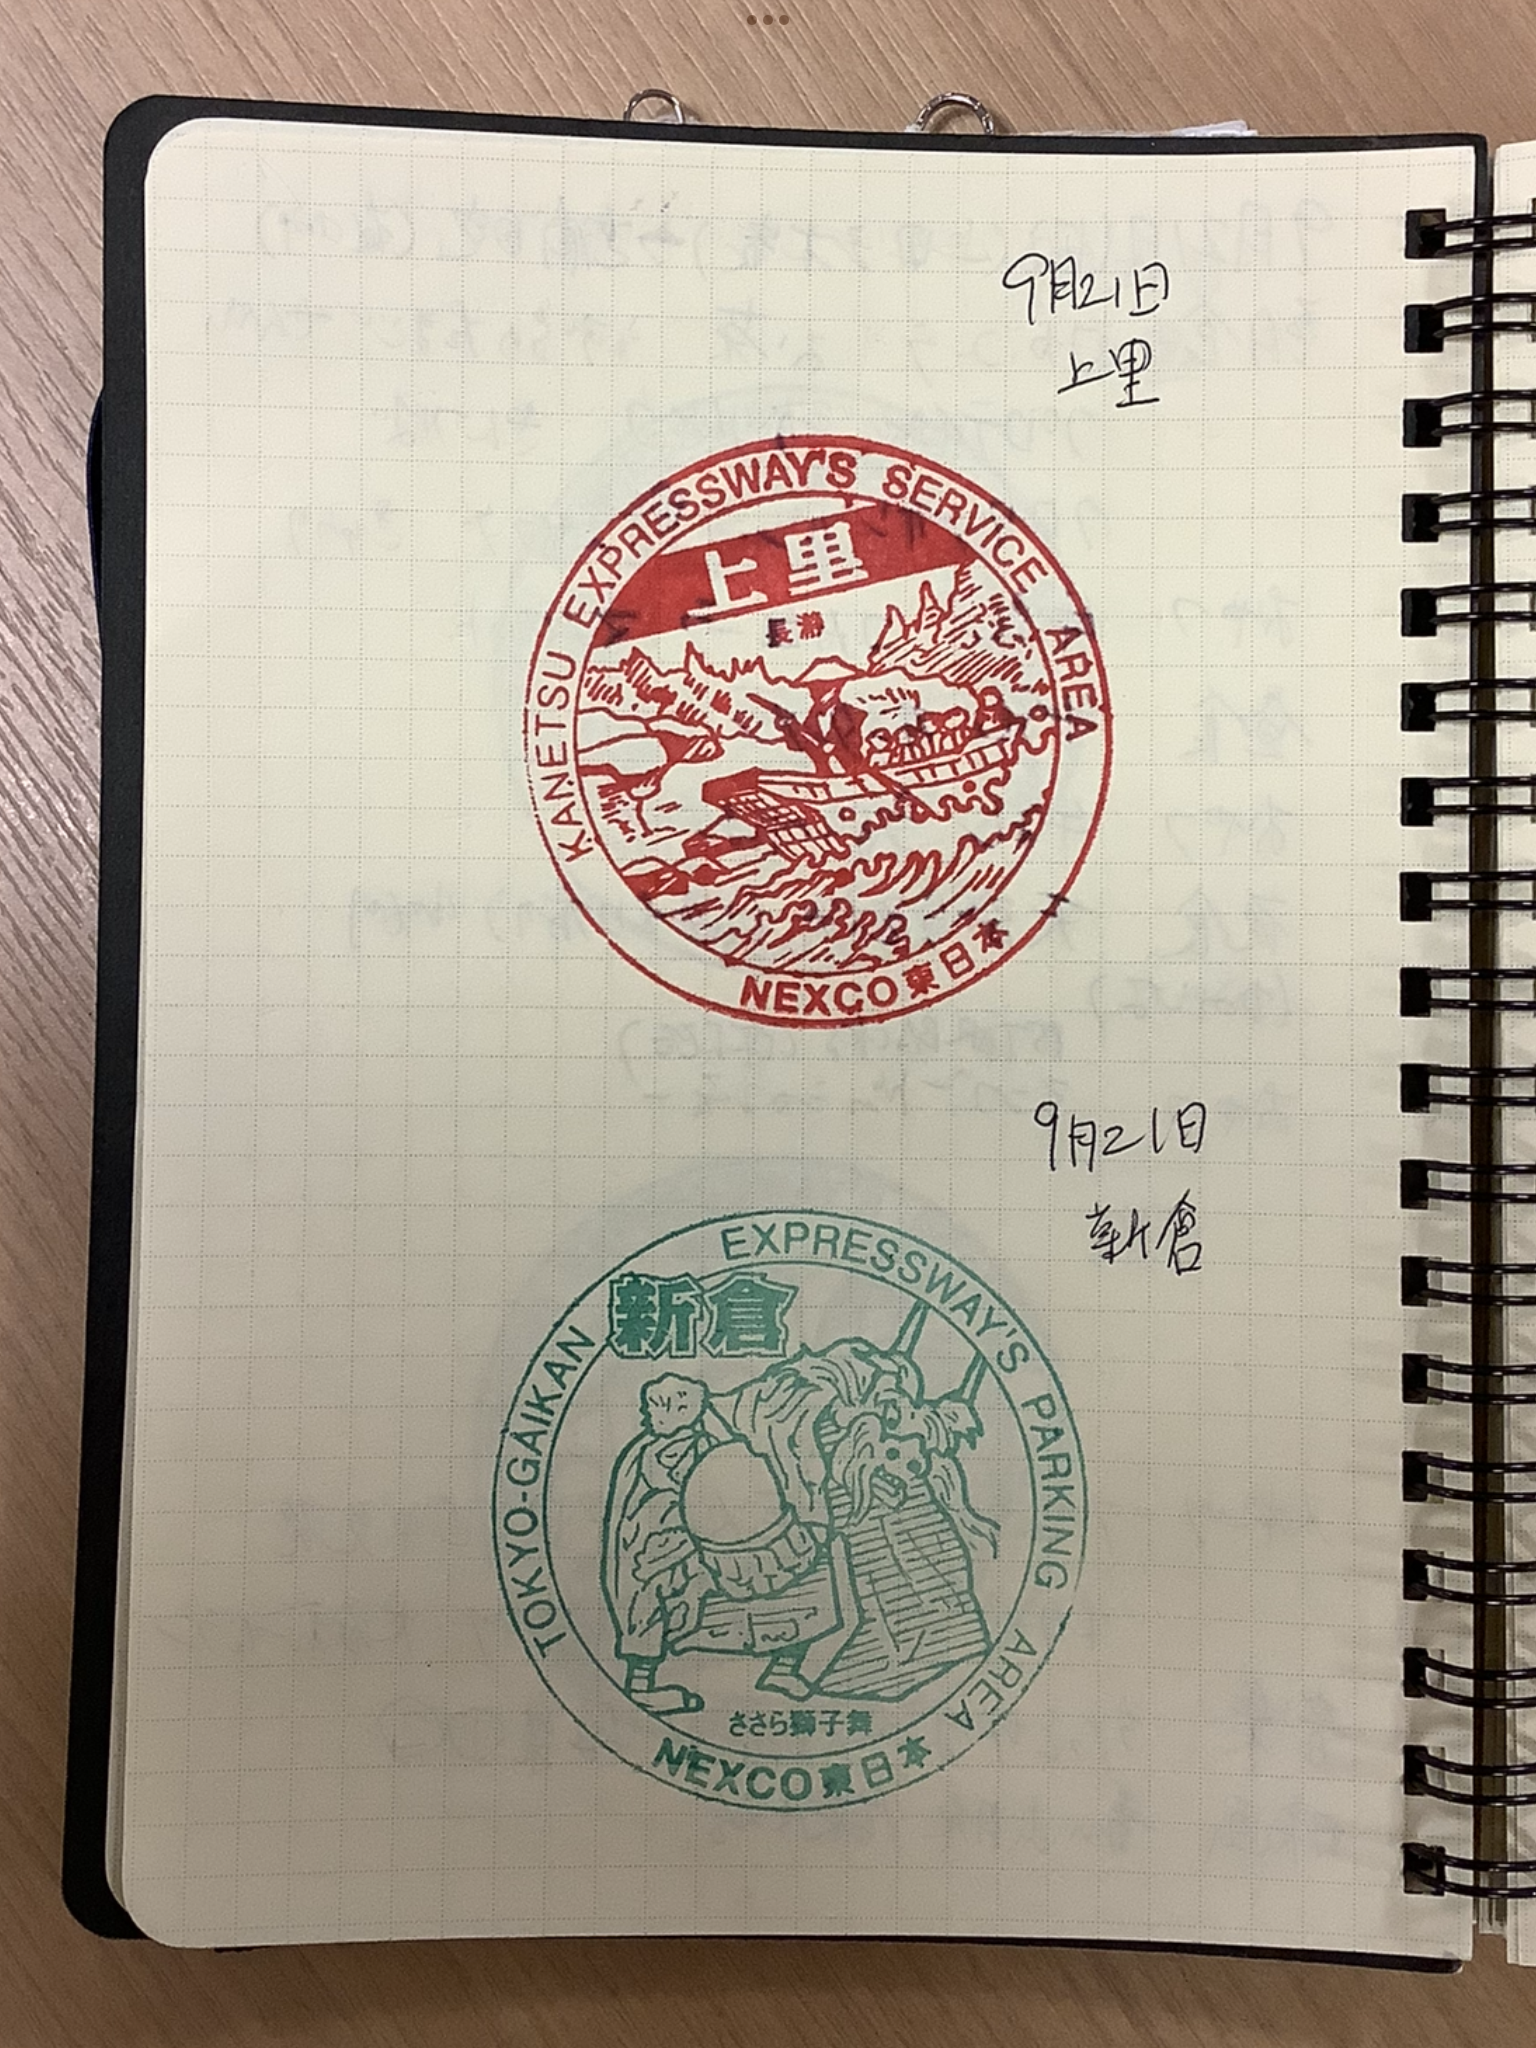 9月21日
上里
KANETSU EXPRESSWAY'S SERVICE AREA
上里
長瀞
NEXCO東日本
9月21日
新倉
TOKYO-GAIKAN EXPRESSWAY'S PARKING AREA
新倉
ささら獅子舞
NEXCO東日本